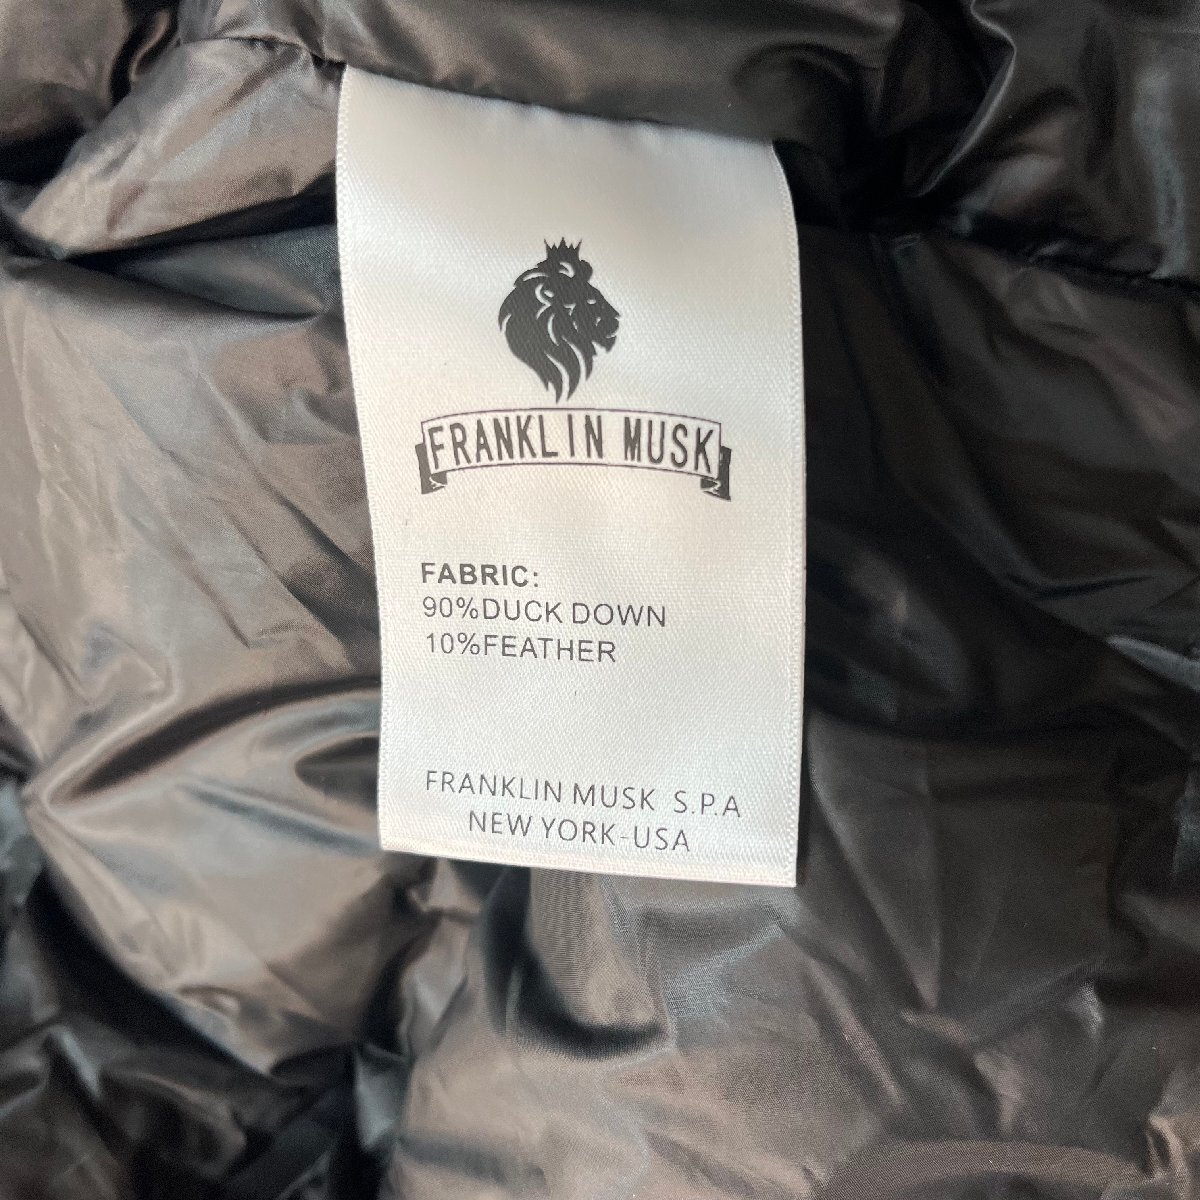 FRANKLIN MUSK
FABRIC:
90%DUCK DOWN
10%FEATHER
FRANKLIN MUSK S.P.A
NEW YORK-USA